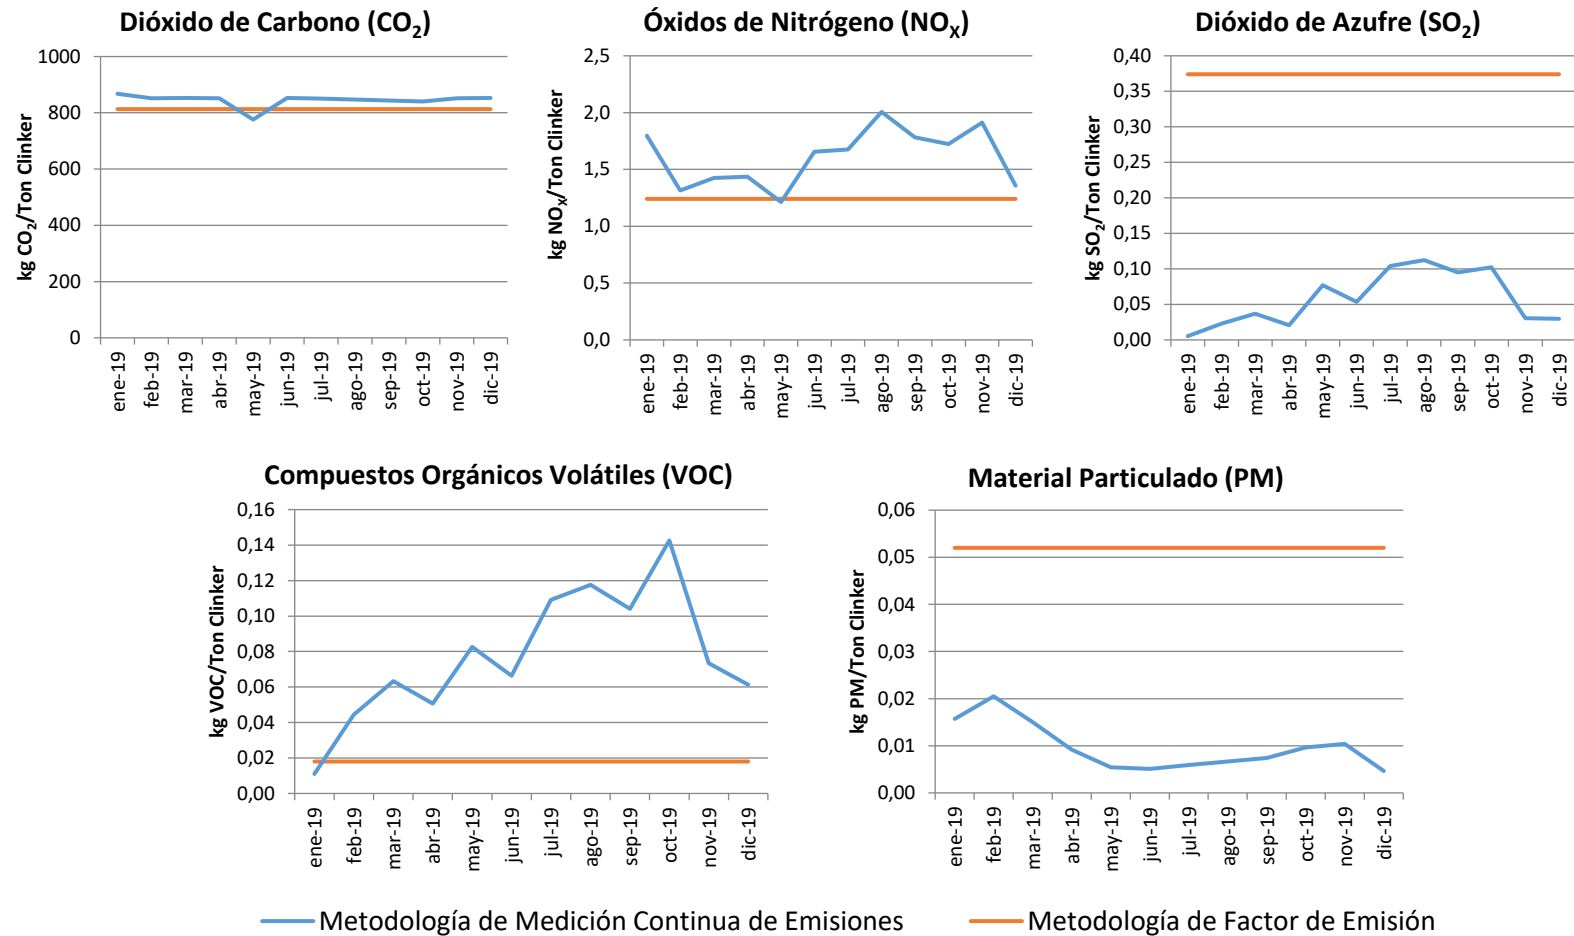 Dióxido de Carbono (CO₂)
kg CO₂/Ton Clinker
1000
800
600
400
200
0
ene-19
feb-19
mar-19
abr-19
may-19
jun-19
jul-19
ago-19
sep-19
oct-19
nov-19
dic-19
Óxidos de Nitrógeno (NOₓ)
kg NOₓ/Ton Clinker
2,5
2,0
1,5
1,0
0,5
0,0
ene-19
feb-19
mar-19
abr-19
may-19
jun-19
jul-19
ago-19
sep-19
oct-19
nov-19
dic-19
Dióxido de Azufre (SO₂)
kg SO₂/Ton Clinker
0,40
0,35
0,30
0,25
0,20
0,15
0,10
0,05
0,00
ene-19
feb-19
mar-19
abr-19
may-19
jun-19
jul-19
ago-19
sep-19
oct-19
nov-19
dic-19
Compuestos Orgánicos Volátiles (VOC)
kg VOC/Ton Clinker
0,16
0,14
0,12
0,10
0,08
0,06
0,04
0,02
0,00
ene-19
feb-19
mar-19
abr-19
may-19
jun-19
jul-19
ago-19
sep-19
oct-19
nov-19
dic-19
Material Particulado (PM)
kg PM/Ton Clinker
0,06
0,05
0,04
0,03
0,02
0,01
0,00
ene-19
feb-19
mar-19
abr-19
may-19
jun-19
jul-19
ago-19
sep-19
oct-19
nov-19
dic-19
Metodología de Medición Continua de Emisiones
Metodología de Factor de Emisión